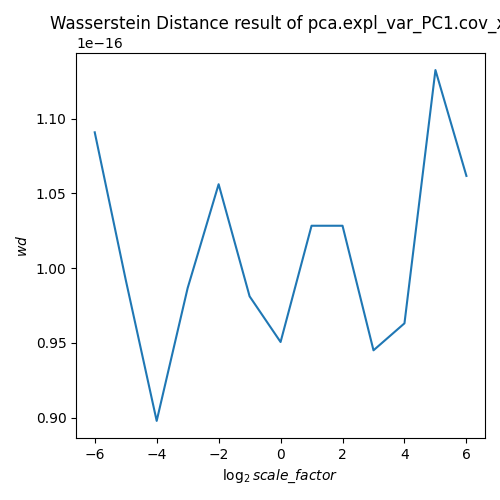 Wasserstein Distance result of pca.expl_var_PC1.cov_x
1e−16
1.10
1.05
1.00
0.95
0.90
wd
−6 −4 −2 0 2 4 6
log₂ scale_factor